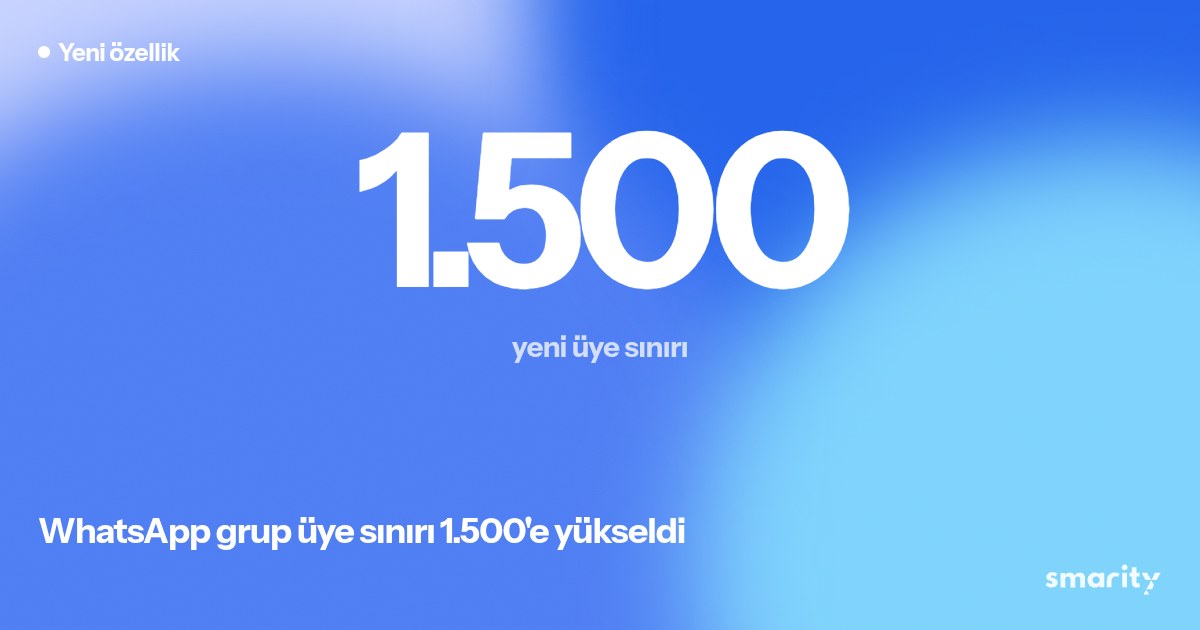 Yeni özellik
1.500
yeni üye sınırı
WhatsApp grup üye sınırı 1.500'e yükseldi
smarity